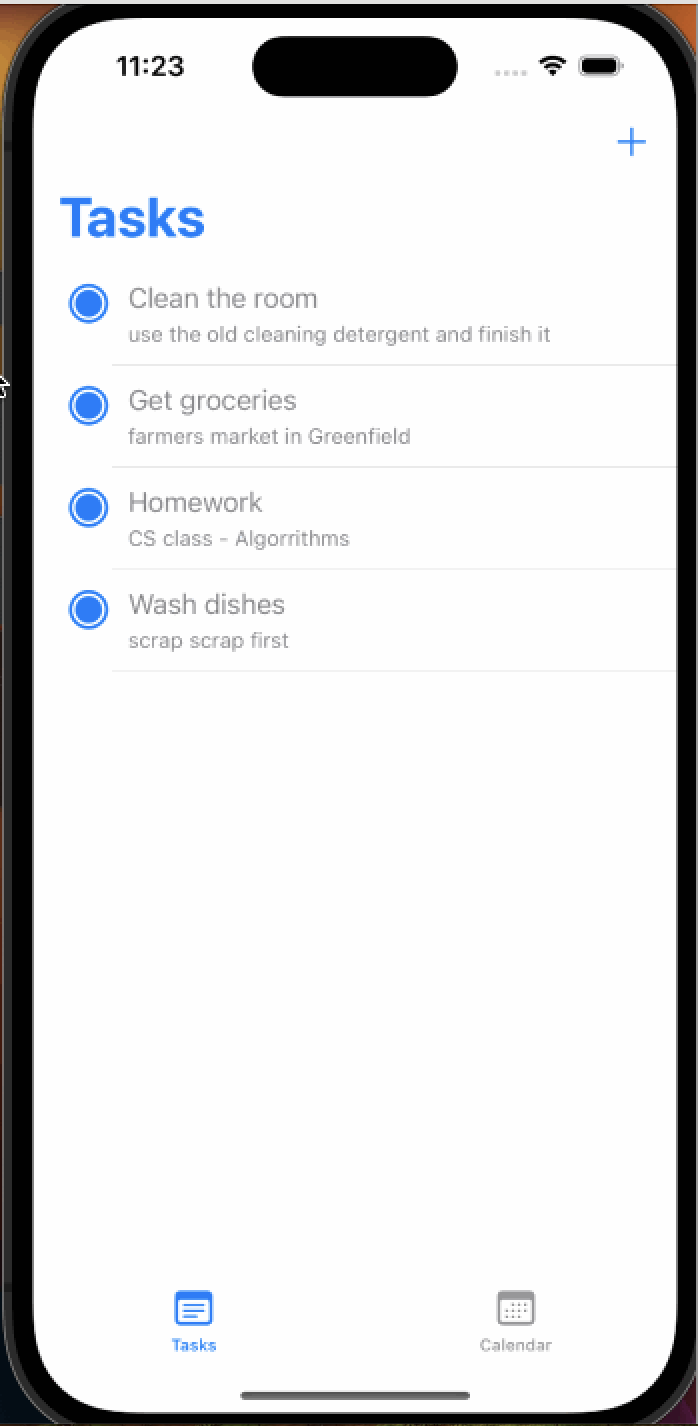 11:23
Tasks
Clean the room
use the old cleaning detergent and finish it
Get groceries
farmers market in Greenfield
Homework
CS class - Algorrithms
Wash dishes
scrap scrap first
Tasks
Calendar